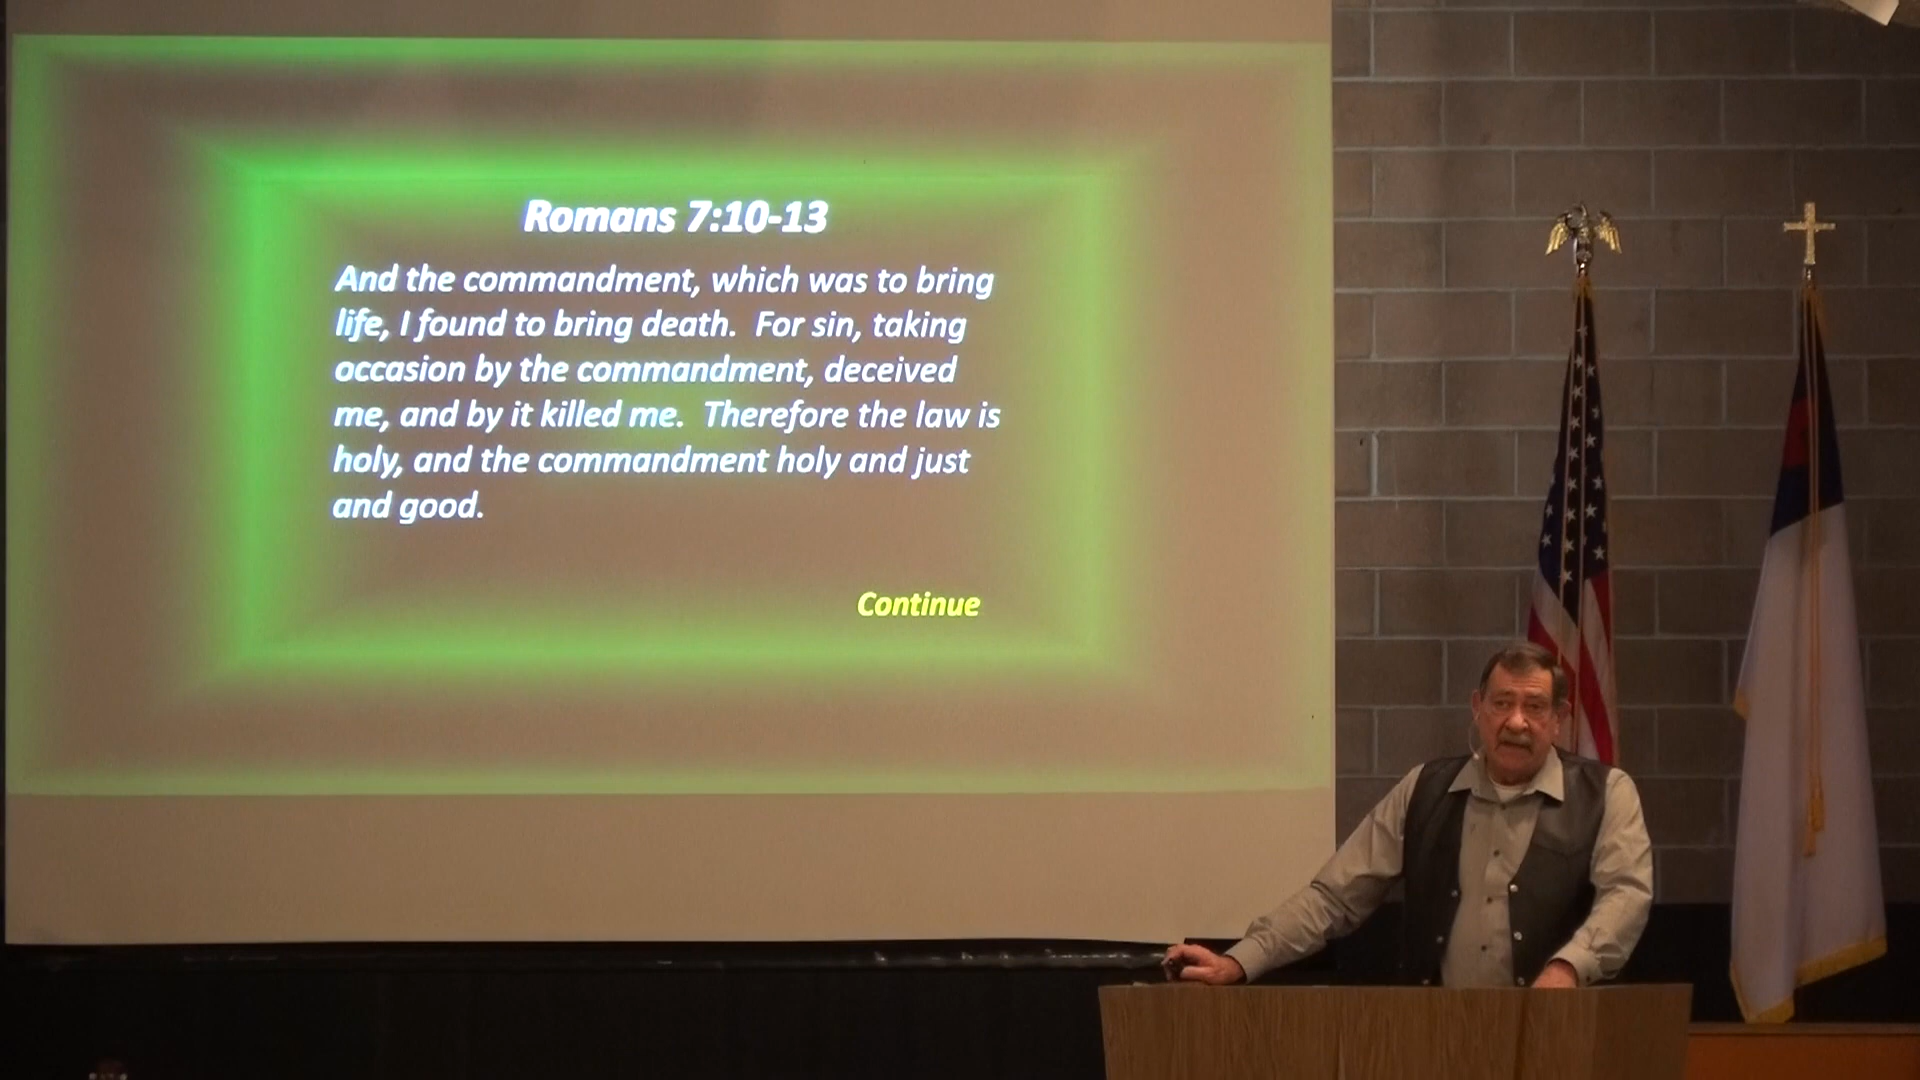 Romans 7:10-13
And the commandment, which was to bring
life, I found to bring death.  For sin, taking
occasion by the commandment, deceived
me, and by it killed me.  Therefore the law is
holy, and the commandment holy and just
and good.
Continue